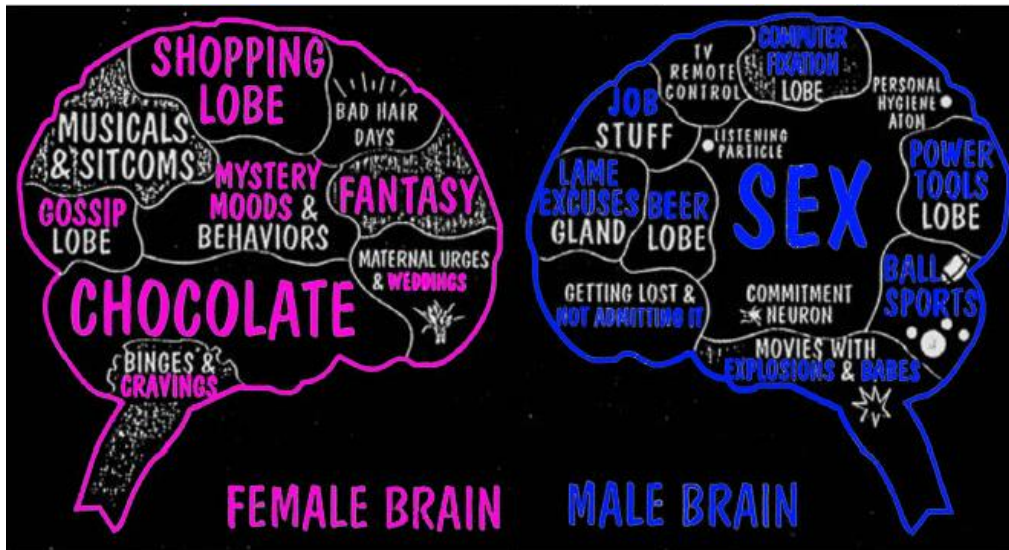 SHOPPING
LOBE
BAD HAIR
DAYS
MUSICALS
& SITCOMS
MYSTERY
MOODS &
BEHAVIORS
FANTASY
GOSSIP
LOBE
MATERNAL URGES
& WEDDINGS
CHOCOLATE
BINGES &
CRAVINGS
FEMALE BRAIN
TV
REMOTE
CONTROL
COMPUTER
FIXATION
LOBE
PERSONAL
HYGIENE
ATOM
JOB
STUFF
LISTENING
PARTICLE
POWER
TOOLS
LOBE
LAME
EXCUSES
GLAND
BEER
LOBE
SEX
BALL
SPORTS
GETTING LOST &
NOT ADMITTING IT
COMMITMENT
NEURON
MOVIES WITH
EXPLOSIONS & BABES
MALE BRAIN